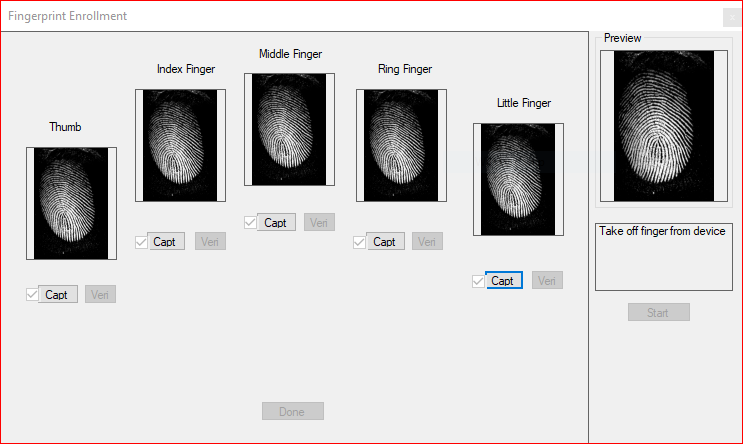 Fingerprint Enrollment
Preview
Middle Finger
Index Finger
Ring Finger
Little Finger
Thumb
Capt Veri
Capt Veri
Capt Veri
Capt Veri
Capt Veri
Take off finger from device
Start
Done